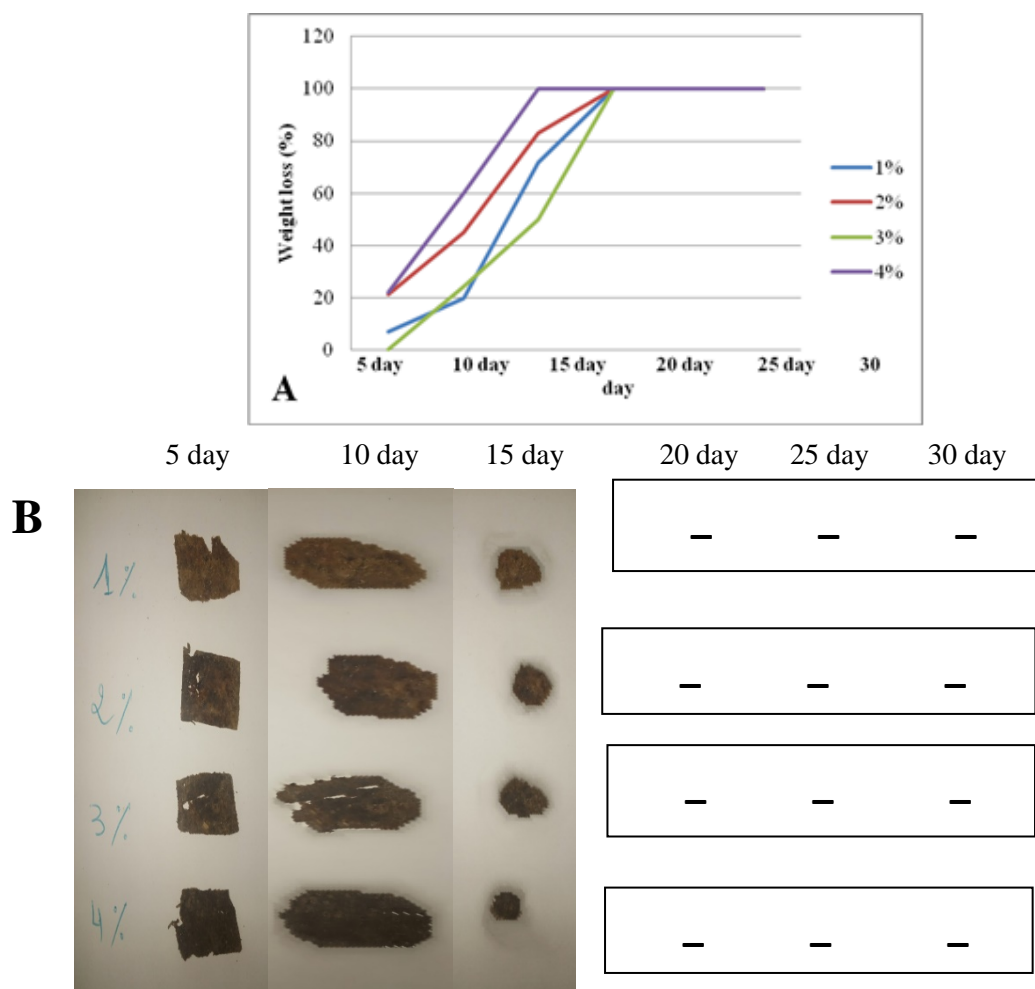 120
100
80
60
40
20
0
Weight loss (%)
5 day 10 day 15 day 20 day 25 day 30
day
1%
2%
3%
4%
A
5 day 10 day 15 day 20 day 25 day 30 day
B
1%
– – –
2%
– – –
3%
– – –
4%
– – –